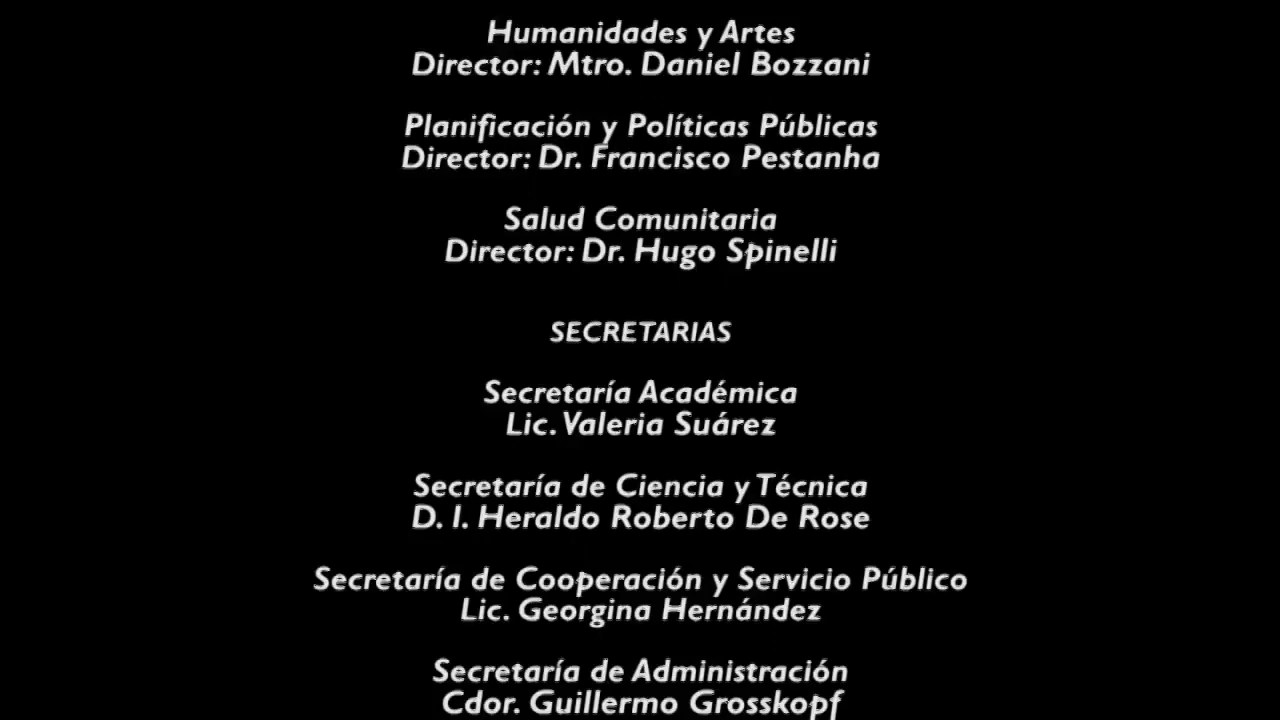 Humanidades y Artes
Director: Mtro. Daniel Bozzani
Planificación y Políticas Públicas
Director: Dr. Francisco Pestanha
Salud Comunitaria
Director: Dr. Hugo Spinelli
SECRETARIAS
Secretaría Académica
Lic. Valeria Suárez
Secretaría de Ciencia y Técnica
D. I. Heraldo Roberto De Rose
Secretaría de Cooperación y Servicio Público
Lic. Georgina Hernández
Secretaría de Administración
Cdor. Guillermo Grosskopf